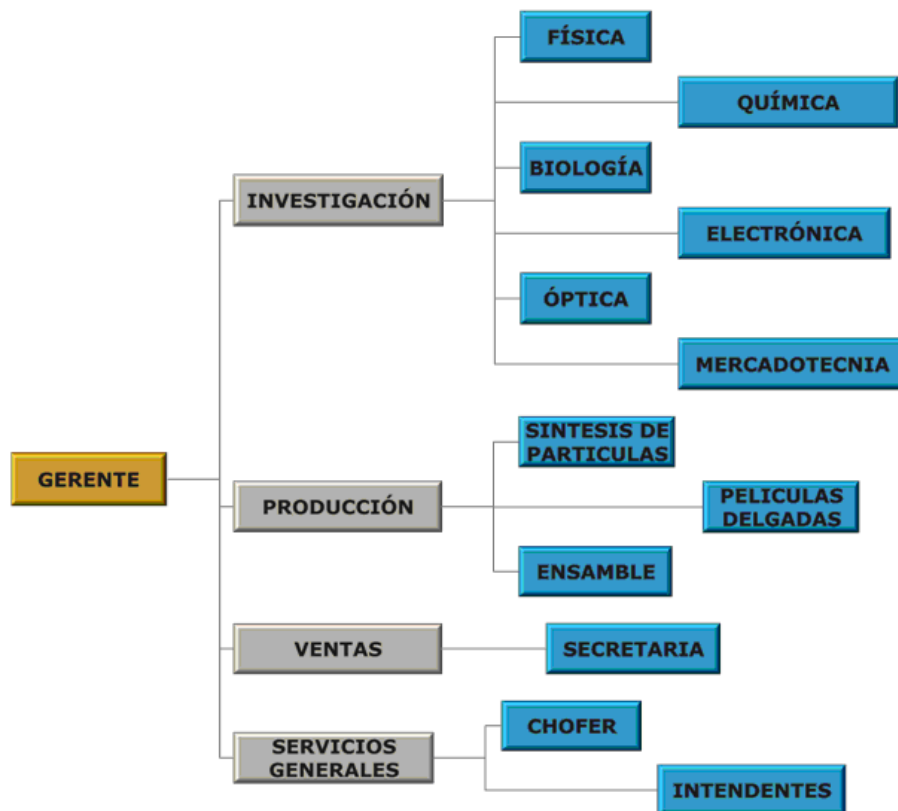 FÍSICA
QUÍMICA
BIOLOGÍA
INVESTIGACIÓN
ELECTRÓNICA
ÓPTICA
MERCADOTECNIA
SINTESIS DE
PARTICULAS
GERENTE
PRODUCCIÓN
PELICULAS
DELGADAS
ENSAMBLE
VENTAS
SECRETARIA
CHOFER
SERVICIOS
GENERALES
INTENDENTES